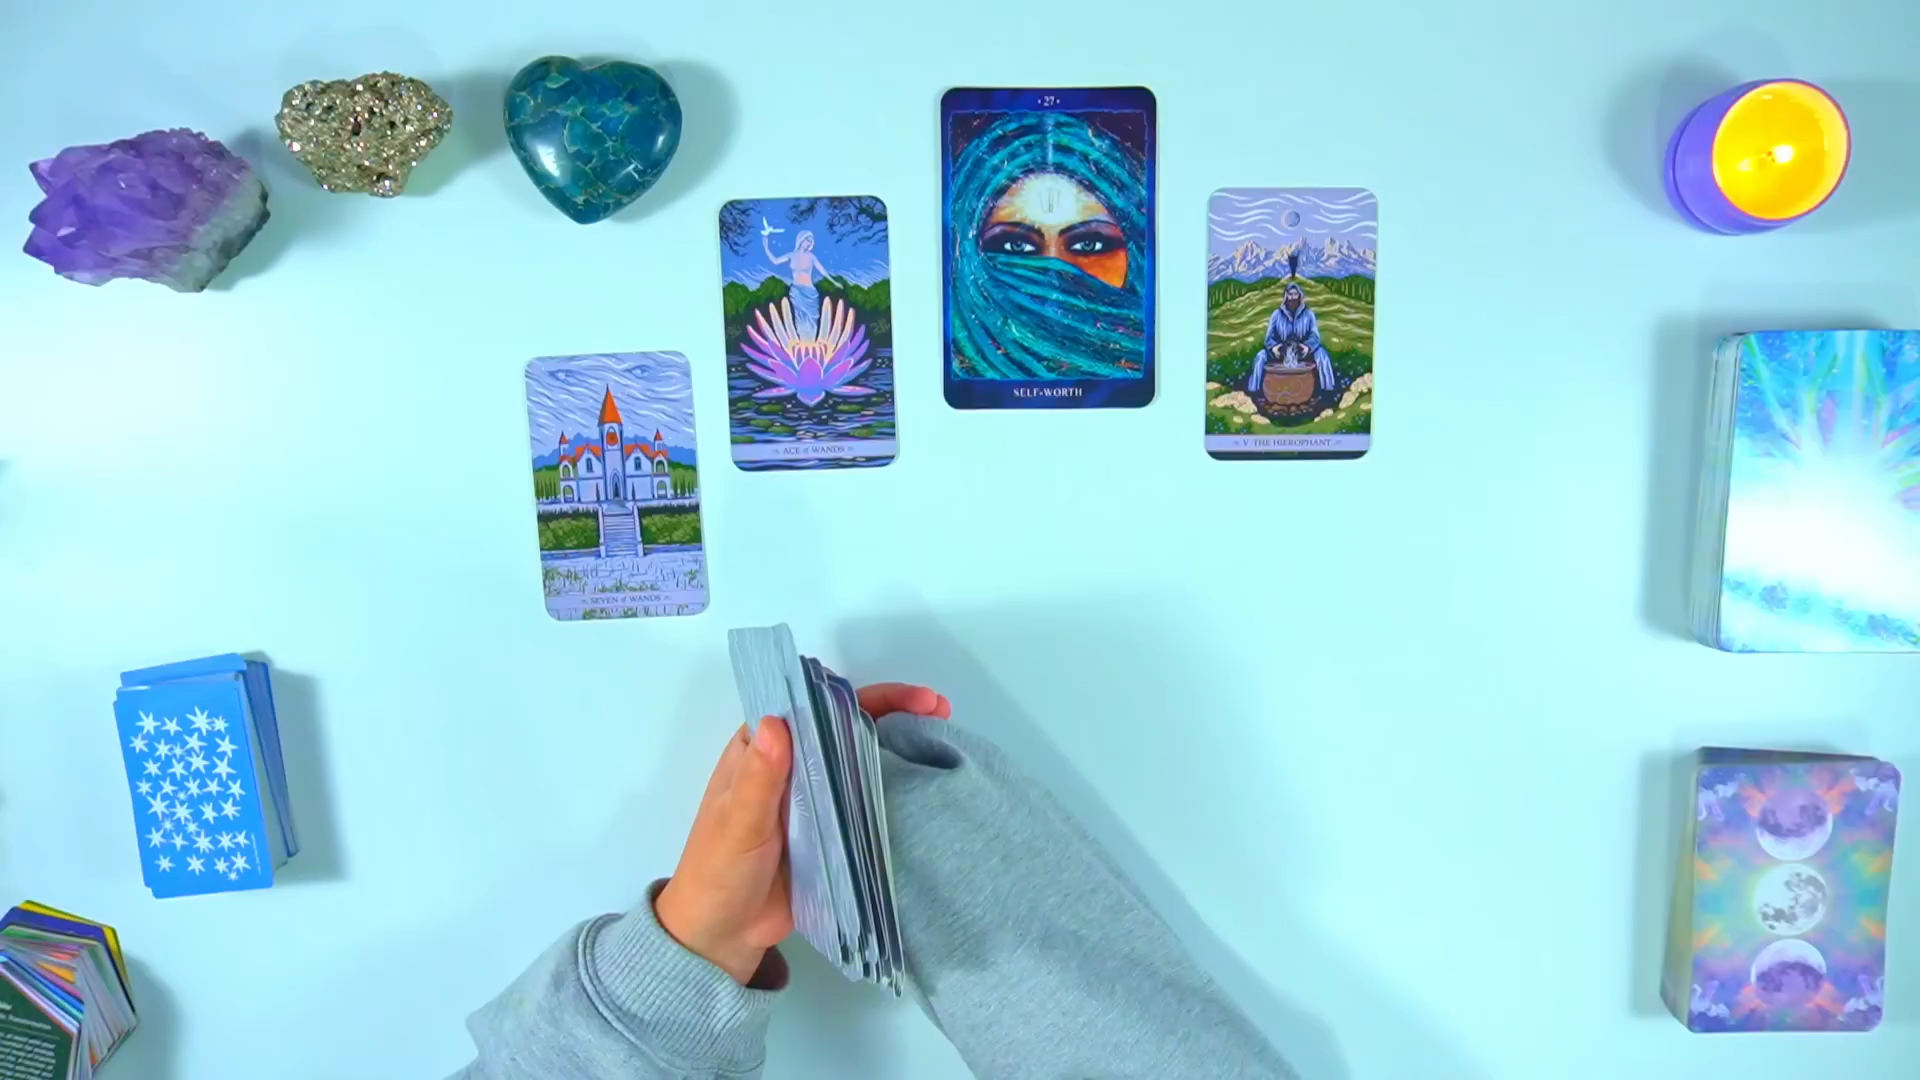 • 27 •
SELF-WORTH
ACE of WANDS
V THE HIEROPHANT
SEVEN of WANDS